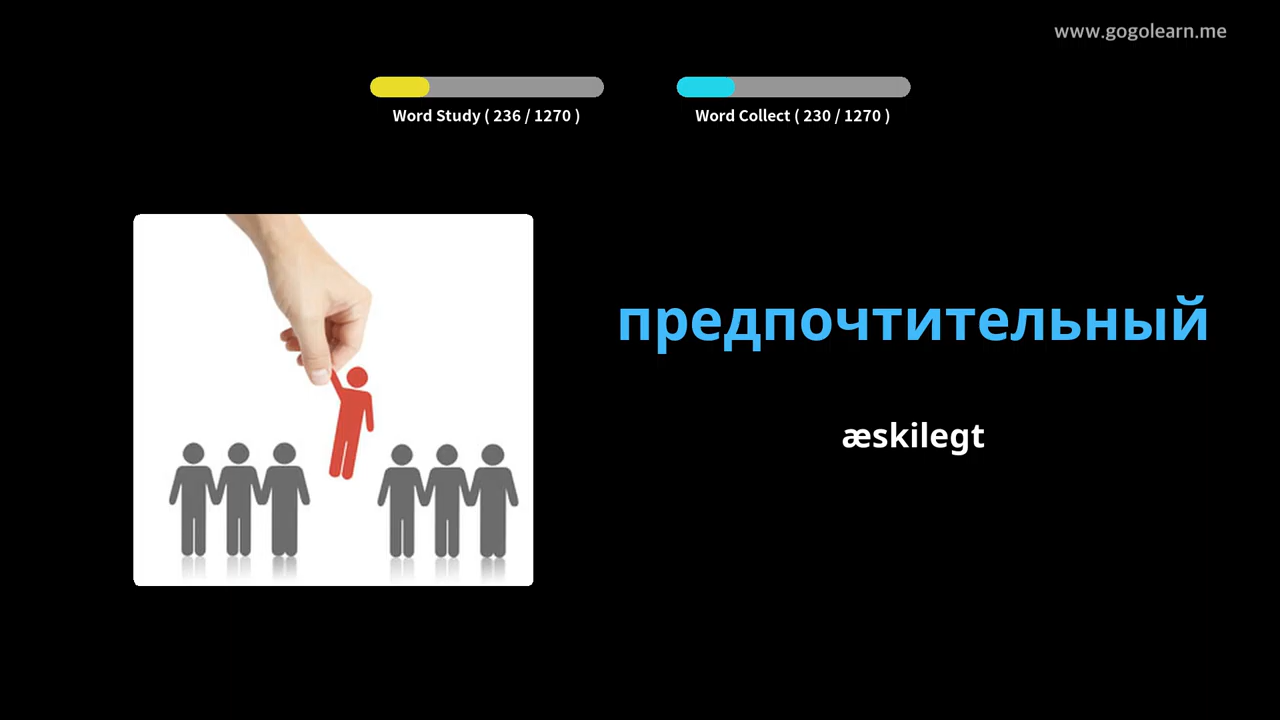 www.gogolearn.me
Word Study ( 236 / 1270 )
Word Collect ( 230 / 1270 )
предпочтительный
æskilegt